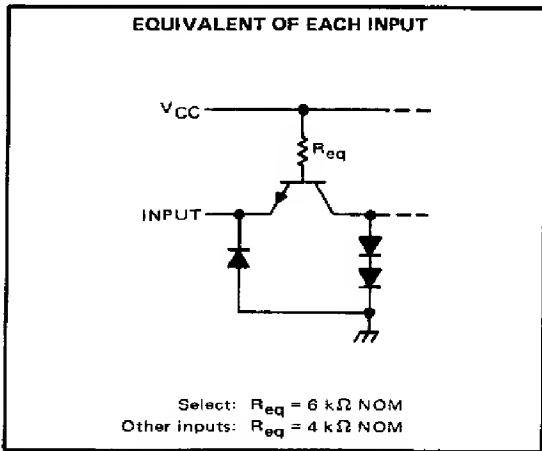 EQUIVALENT OF EACH INPUT
VCC
Req
INPUT
Select: Req = 6 kΩ NOM
Other inputs: Req = 4 kΩ NOM